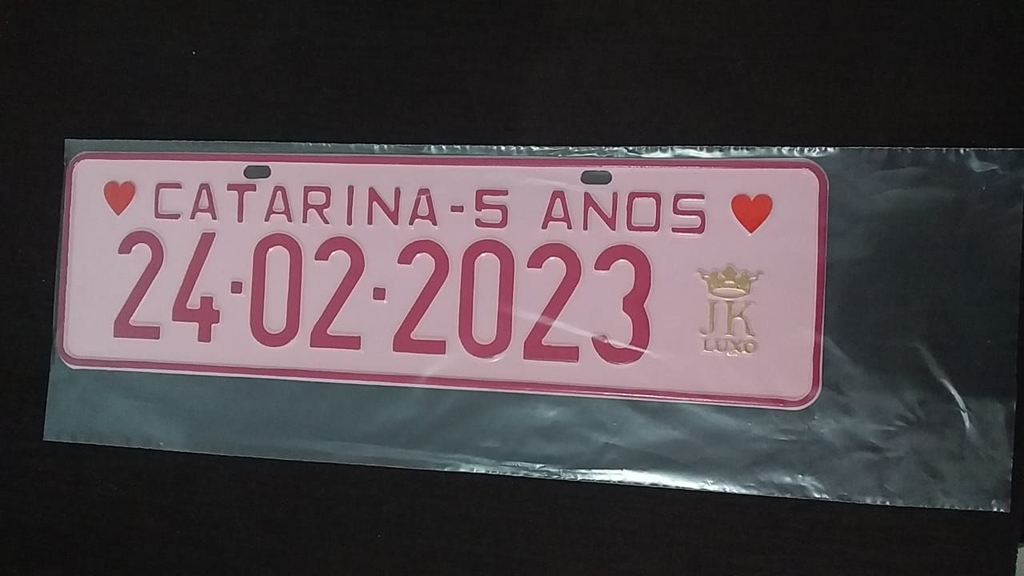 CATARINA-5 ANOS
24·02·2023
JK
LUXO